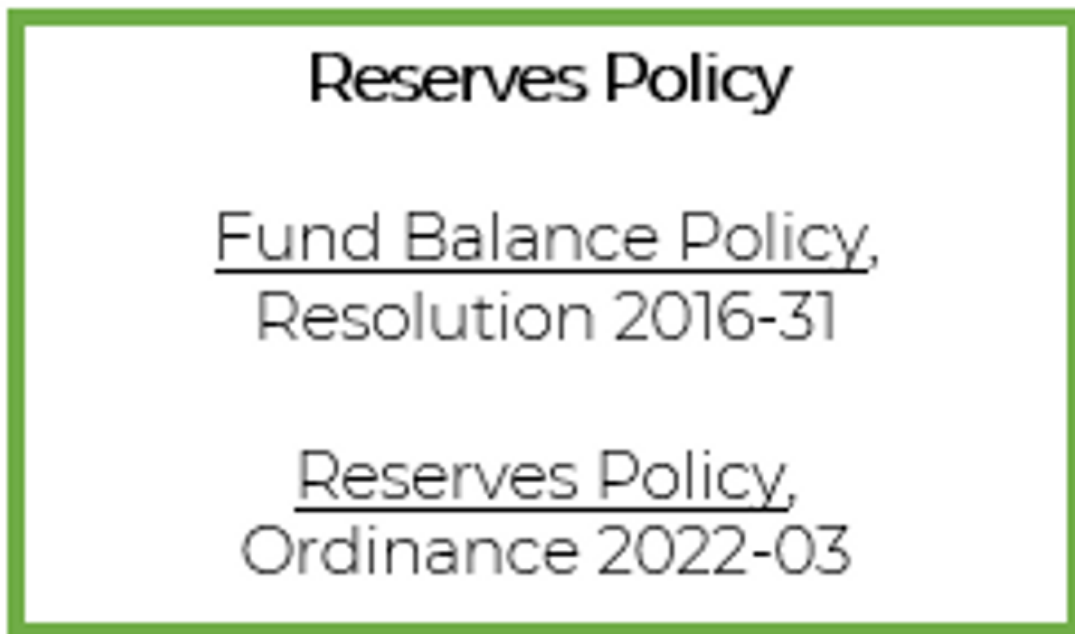 Reserves Policy
Fund Balance Policy,
Resolution 2016-31
Reserves Policy,
Ordinance 2022-03